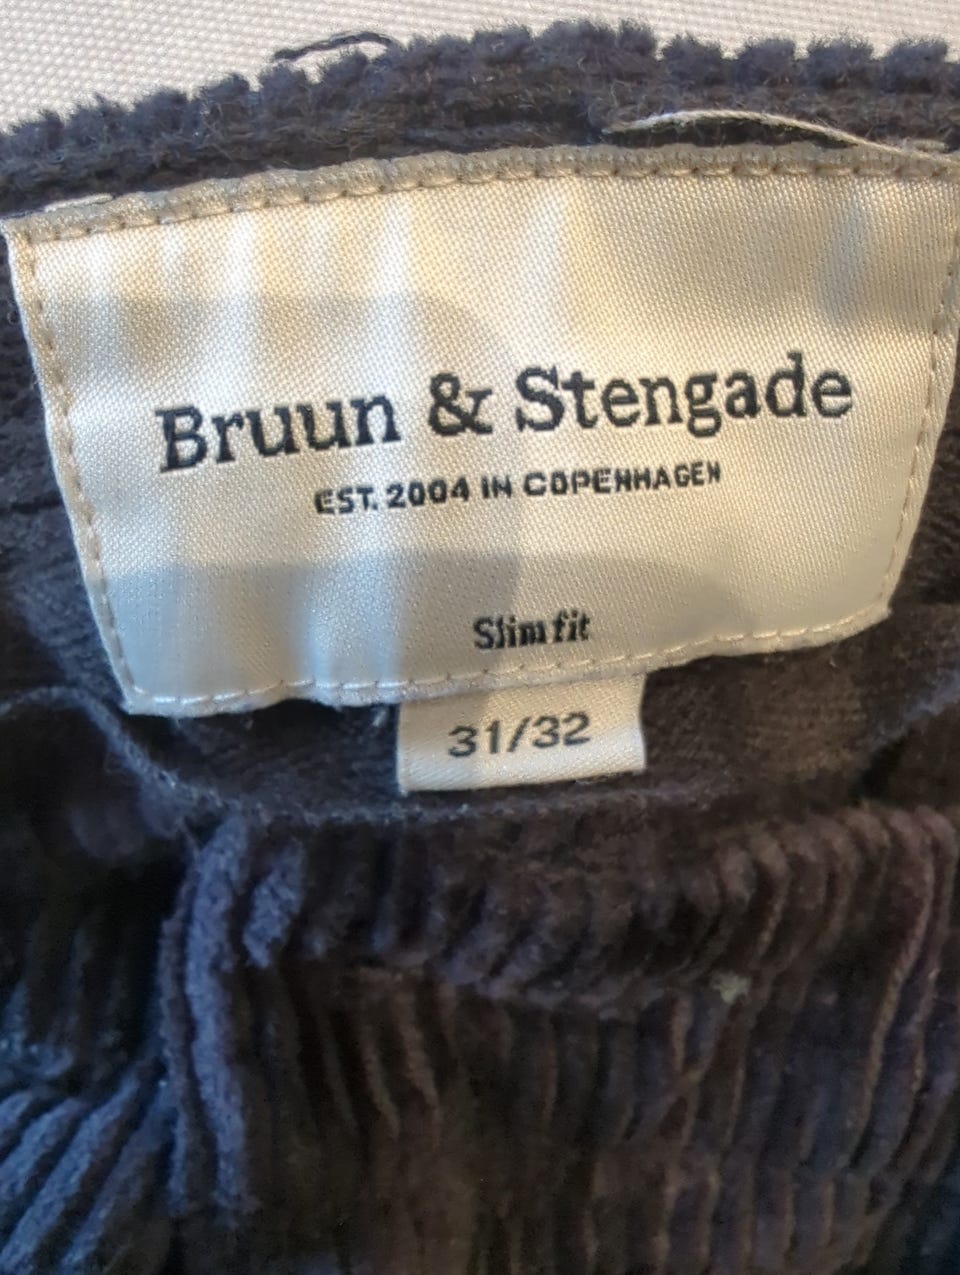 Bruun & Stengade
EST. 2004 IN COPENHAGEN
Slim fit
31/32